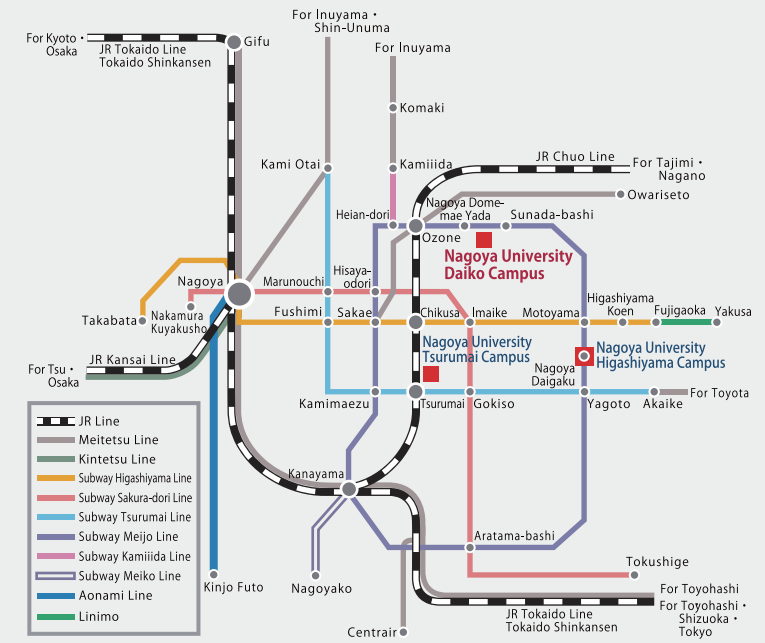 For Inuyama・
Shin-Unuma
For Kyoto・
Osaka
JR Tokaido Line
Tokaido Shinkansen
Gifu
For Inuyama
Komaki
Kami Otai
Kamiiida
JR Chuo Line
For Tajimi・
Nagano
Owariseto
Heian-dori
Nagoya Dome-
mae Yada
Sunada-bashi
Ozone
Nagoya University
Daiko Campus
Nagoya
Marunouchi
Hisaya-
odori
Nakamura
Kuyakusho
Takabata
Fushimi
Sakae
Chikusa
Imaike
Motoyama
Higashiyama
Koen
Fujigaoka
Yakusa
Nagoya University
Tsurumai Campus
Nagoya University
Higashiyama Campus
Nagoya
Daigaku
JR Kansai Line
For Tsu・
Osaka
Kamimaezu
Tsurumai
Gokiso
Yagoto
Akaike
For Toyota
JR Line
Meitetsu Line
Kintetsu Line
Subway Higashiyama Line
Subway Sakura-dori Line
Subway Tsurumai Line
Subway Meijo Line
Subway Kamiiida Line
Subway Meiko Line
Aonami Line
Linimo
Kanayama
Aratama-bashi
Kinjo Futo
Nagoyako
Tokushige
Centrair
JR Tokaido Line
Tokaido Shinkansen
For Toyohashi
For Toyohashi・
Shizuoka・
Tokyo